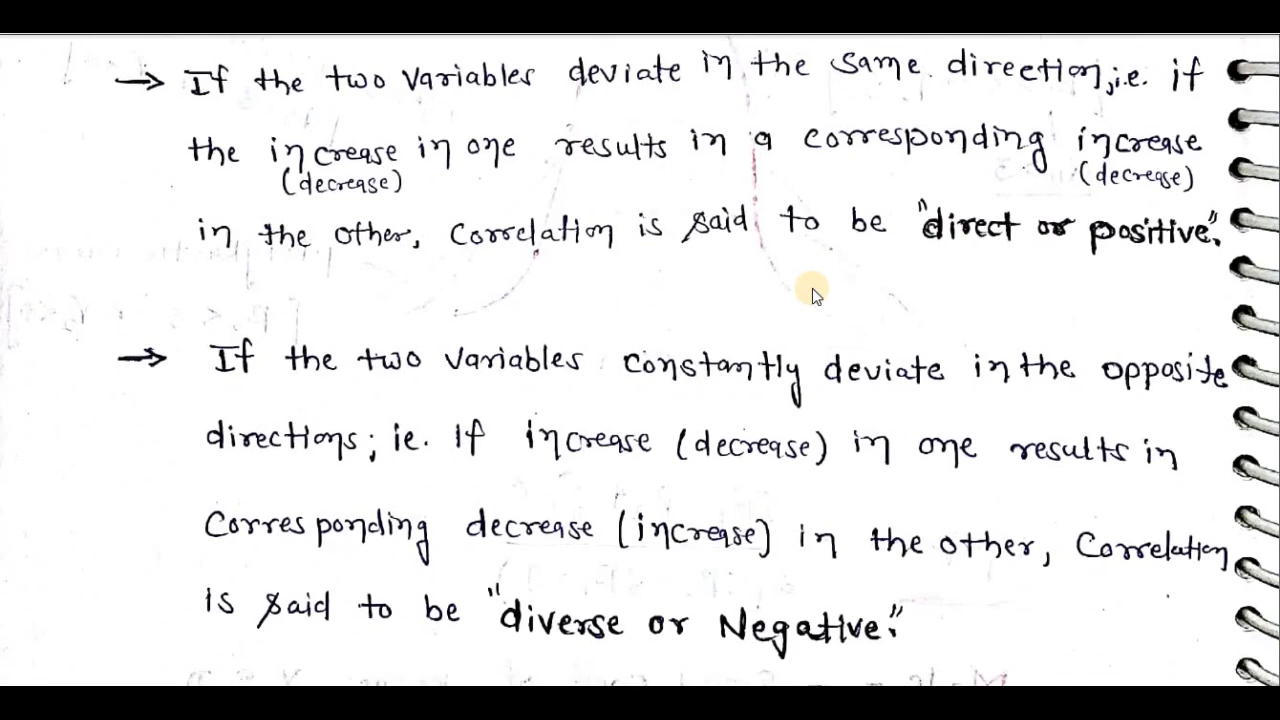 → If the two variables deviate in the same direction, i.e. if
the increase in one results in a corresponding increase
(decrease) (decrease)
in the other, Correlation is said to be "direct or positive".
→ If the two variables constantly deviate in the opposite
directions; ie. If increase (decrease) in one results in
Corresponding decrease (increase) in the other, Correlation
is said to be "diverse or Negative."